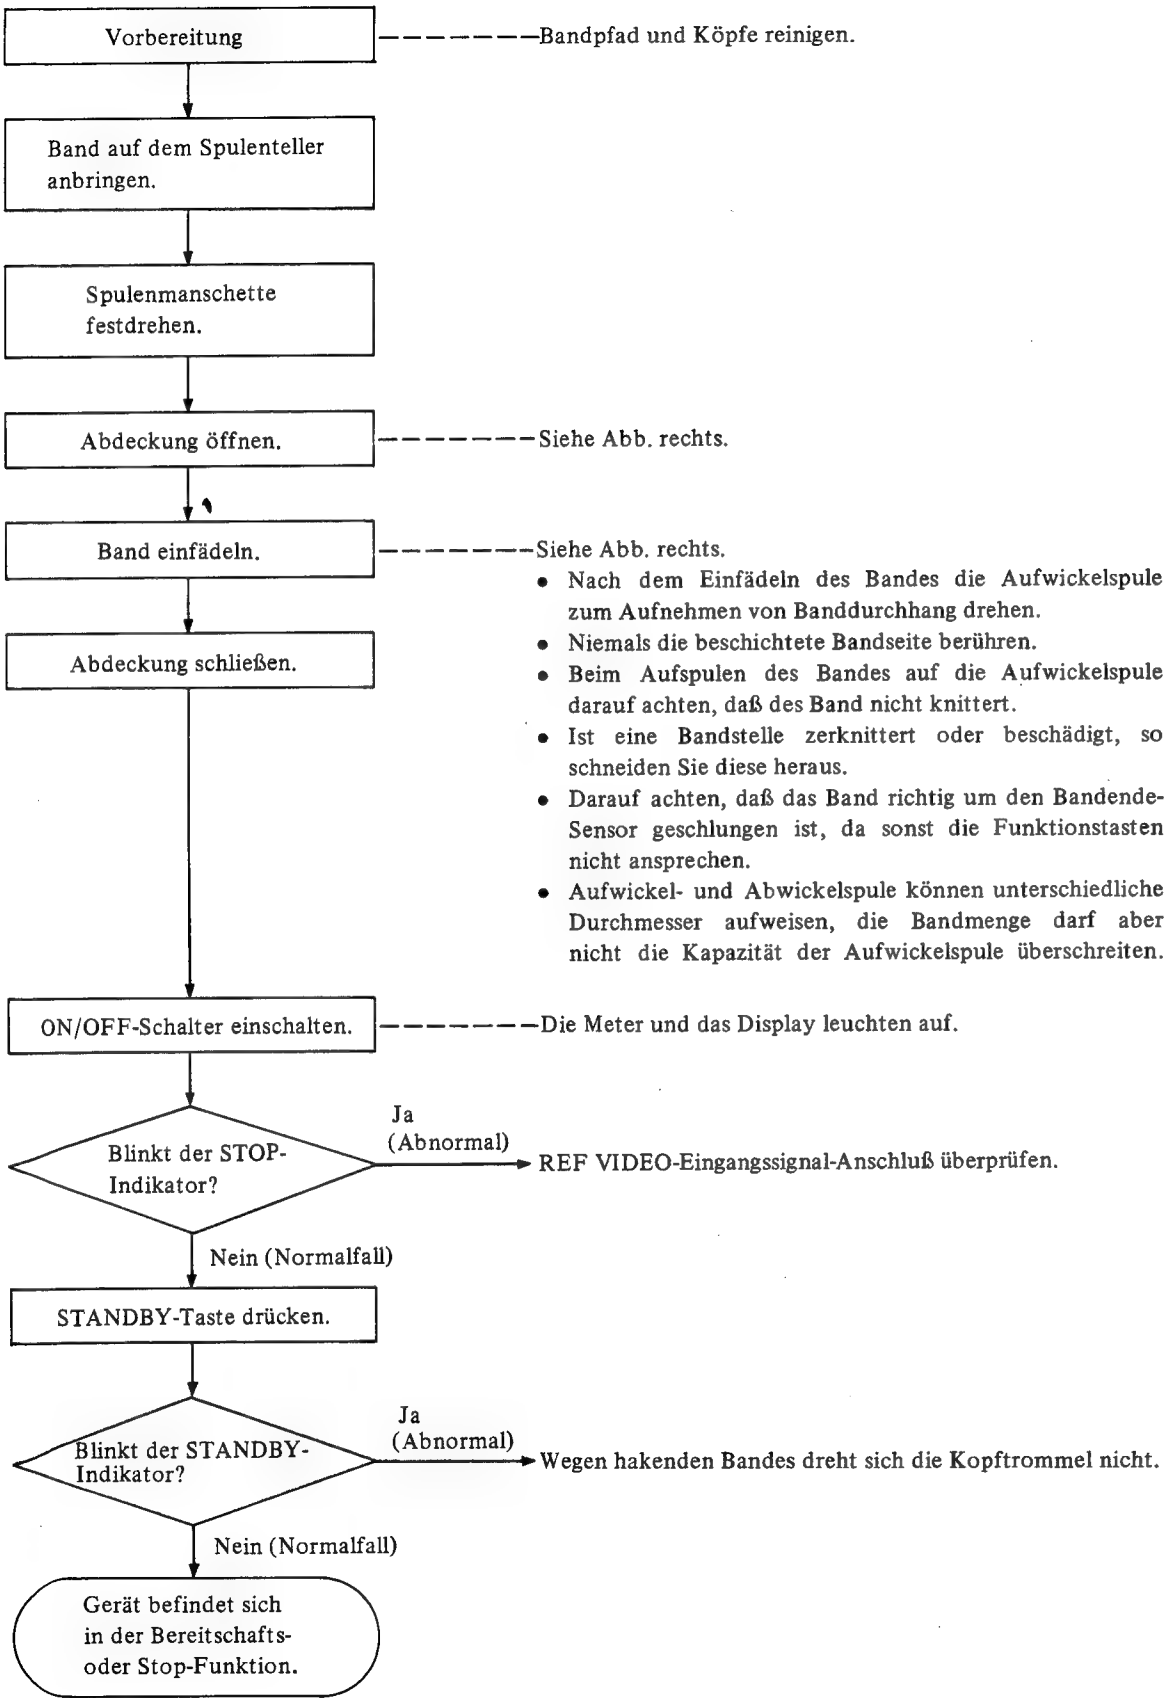 Vorbereitung
Bandpfad und Köpfe reinigen.
Band auf dem Spulenteller
anbringen.
Spulenmanschette
festdrehen.
Abdeckung öffnen.
Siehe Abb. rechts.
Band einfädeln.
Siehe Abb. rechts.
• Nach dem Einfädeln des Bandes die Aufwickelspule
zum Aufnehmen von Banddurchhang drehen.
• Niemals die beschichtete Bandseite berühren.
Abdeckung schließen.
• Beim Aufspulen des Bandes auf die Aufwickelspule
darauf achten, daß des Band nicht knittert.
• Ist eine Bandstelle zerknittert oder beschädigt, so
schneiden Sie diese heraus.
• Darauf achten, daß das Band richtig um den Bandende-
Sensor geschlungen ist, da sonst die Funktionstasten
nicht ansprechen.
• Aufwickel- und Abwickelspule können unterschiedliche
Durchmesser aufweisen, die Bandmenge darf aber
nicht die Kapazität der Aufwickelspule überschreiten.
ON/OFF-Schalter einschalten.
Die Meter und das Display leuchten auf.
Blinkt der STOP-
Indikator?
Ja
(Abnormal)
REF VIDEO-Eingangssignal-Anschluß überprüfen.
Nein (Normalfall)
STANDBY-Taste drücken.
Blinkt der STANDBY-
Indikator?
Ja
(Abnormal)
Wegen hakenden Bandes dreht sich die Kopftrommel nicht.
Nein (Normalfall)
Gerät befindet sich
in der Bereitschafts-
oder Stop-Funktion.